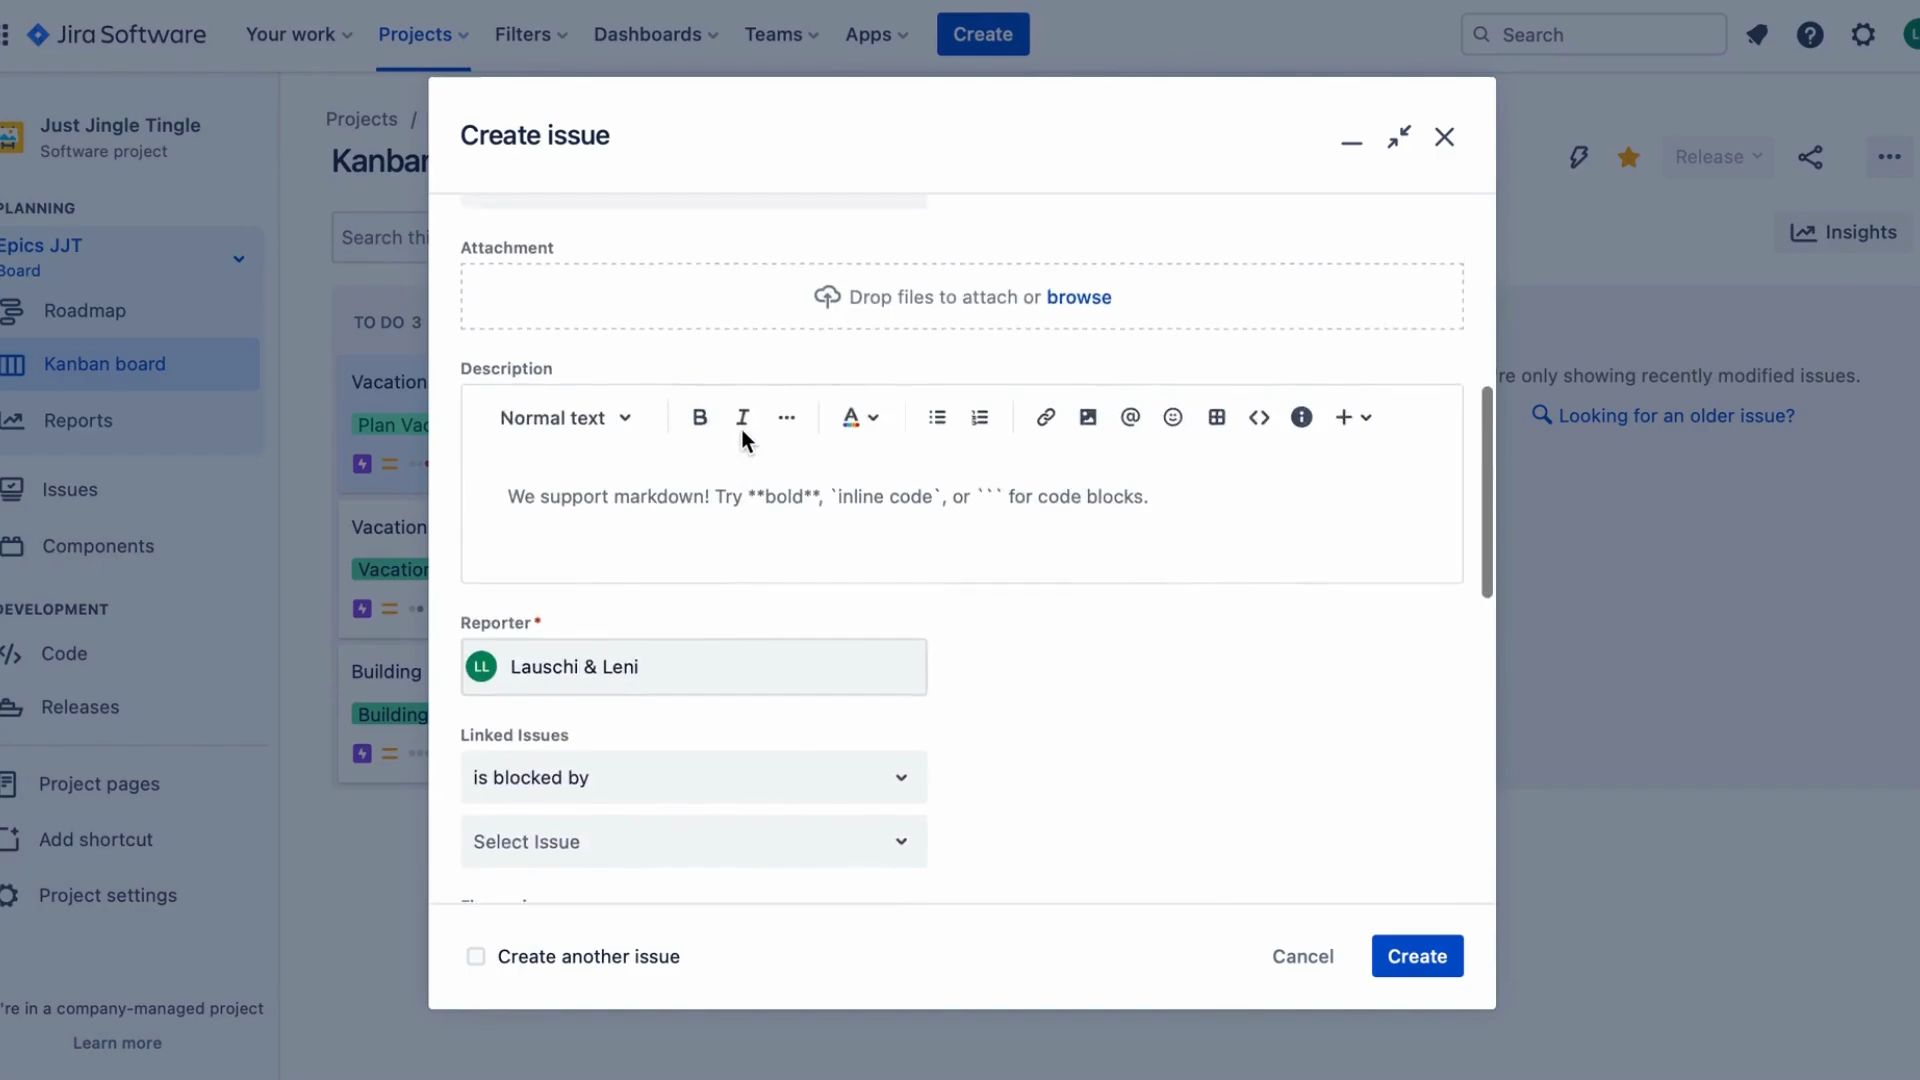 Jira Software
Your work
Projects
Filters
Dashboards
Teams
Apps
Create
Search
L
Just Jingle Tingle
Software project
PLANNING
Epics JJT
Board
Roadmap
Kanban board
Reports
Issues
Components
DEVELOPMENT
Code
Releases
Project pages
Add shortcut
Project settings
're in a company-managed project
Learn more
Projects /
Kanban
Search thi
TO DO 3
Vacation
Plan Vac
Vacation
Vacation
Building
Building
Release
Insights
're only showing recently modified issues.
Looking for an older issue?
Create issue
Attachment
Drop files to attach or browse
Description
Normal text
B I ... A @ <> +
We support markdown! Try **bold**, `inline code`, or ``` for code blocks.
Reporter*
LL Lauschi & Leni
Linked Issues
is blocked by
Select Issue
Create another issue
Cancel
Create